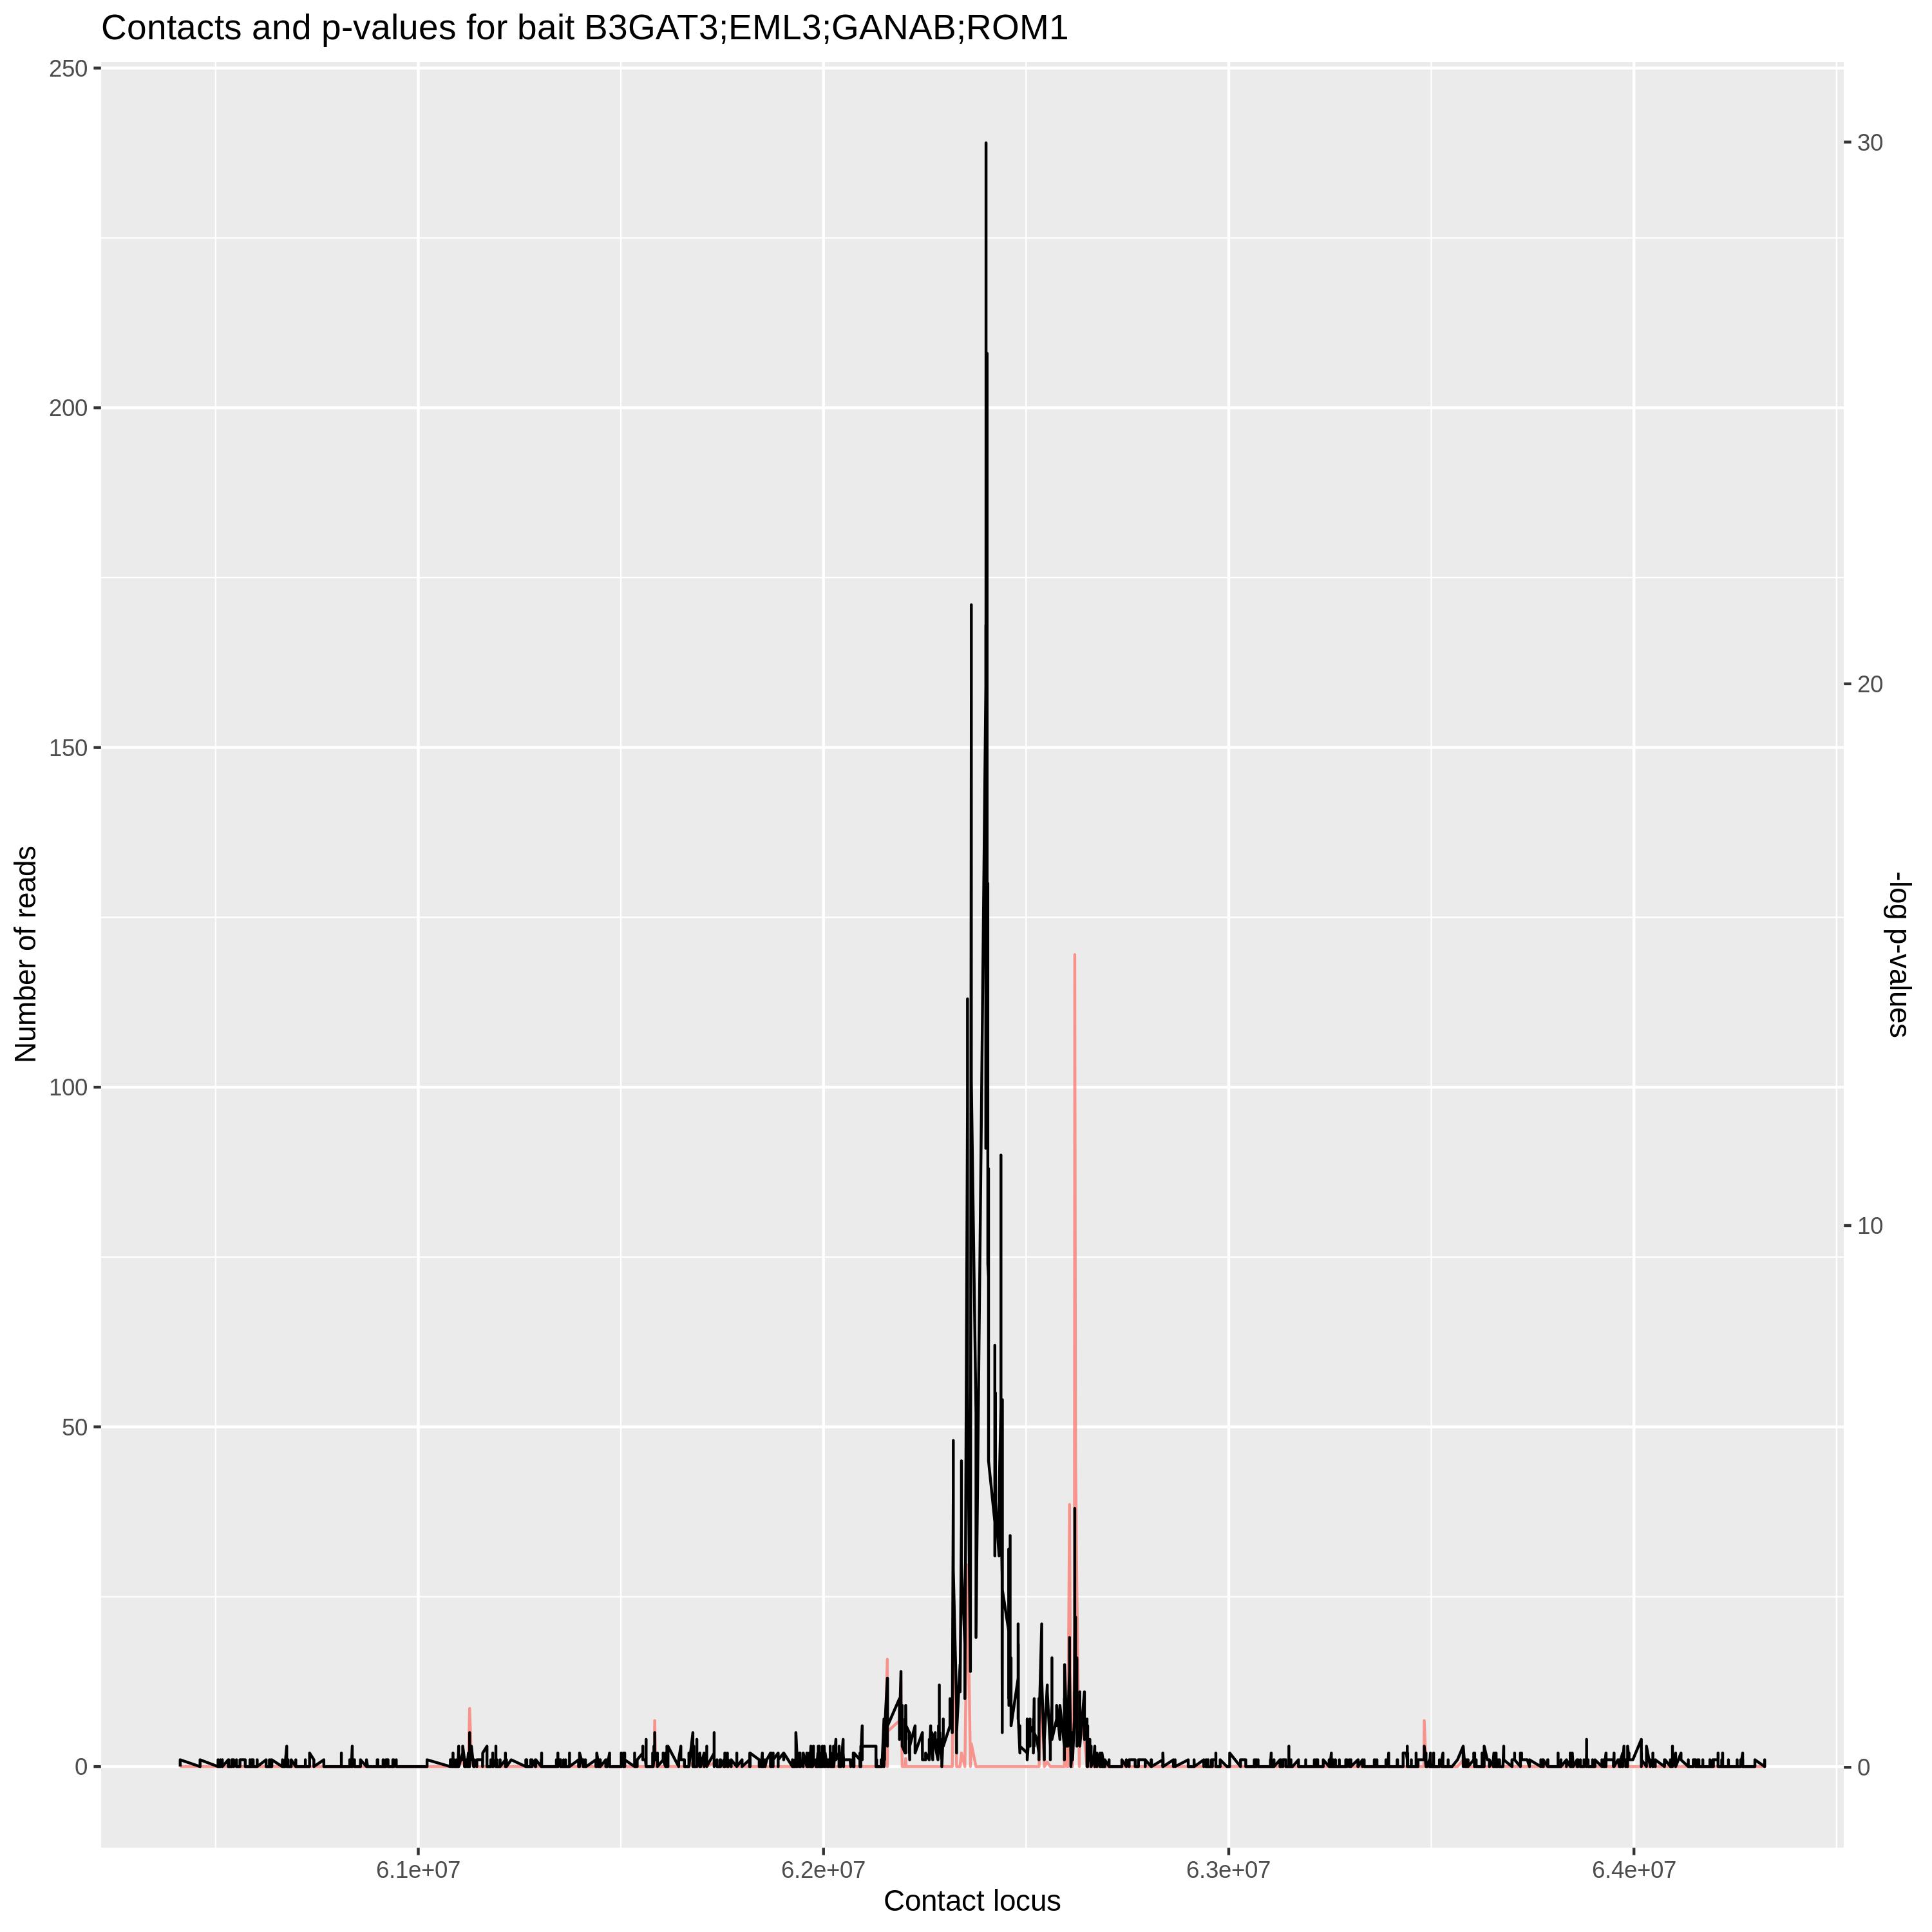 Contacts and p-values for bait B3GAT3;EML3;GANAB;ROM1
250
200
150
100
50
0
Number of reads
30
20
10
0
-log p-values
6.1e+07
6.2e+07
6.3e+07
6.4e+07
Contact locus